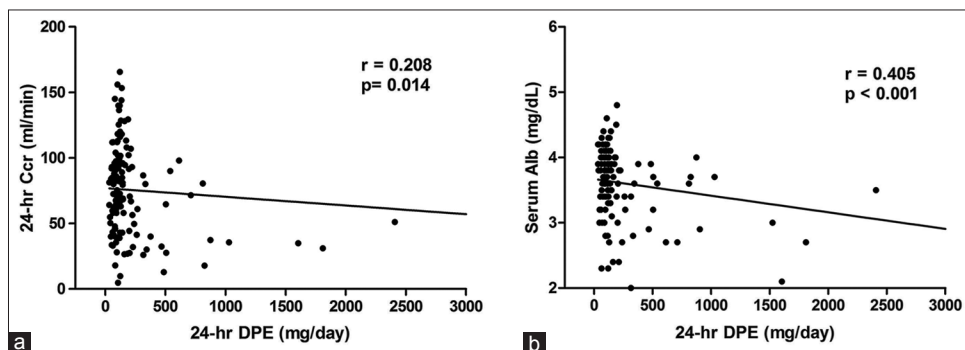 200
150
100
50
0
24-hr Ccr (ml/min)
r = 0.208
p= 0.014
0 500 1000 1500 2000 2500 3000
24-hr DPE (mg/day)
a
6
5
4
3
2
Serum Alb (mg/dL)
r = 0.405
p < 0.001
0 500 1000 1500 2000 2500 3000
24-hr DPE (mg/day)
b